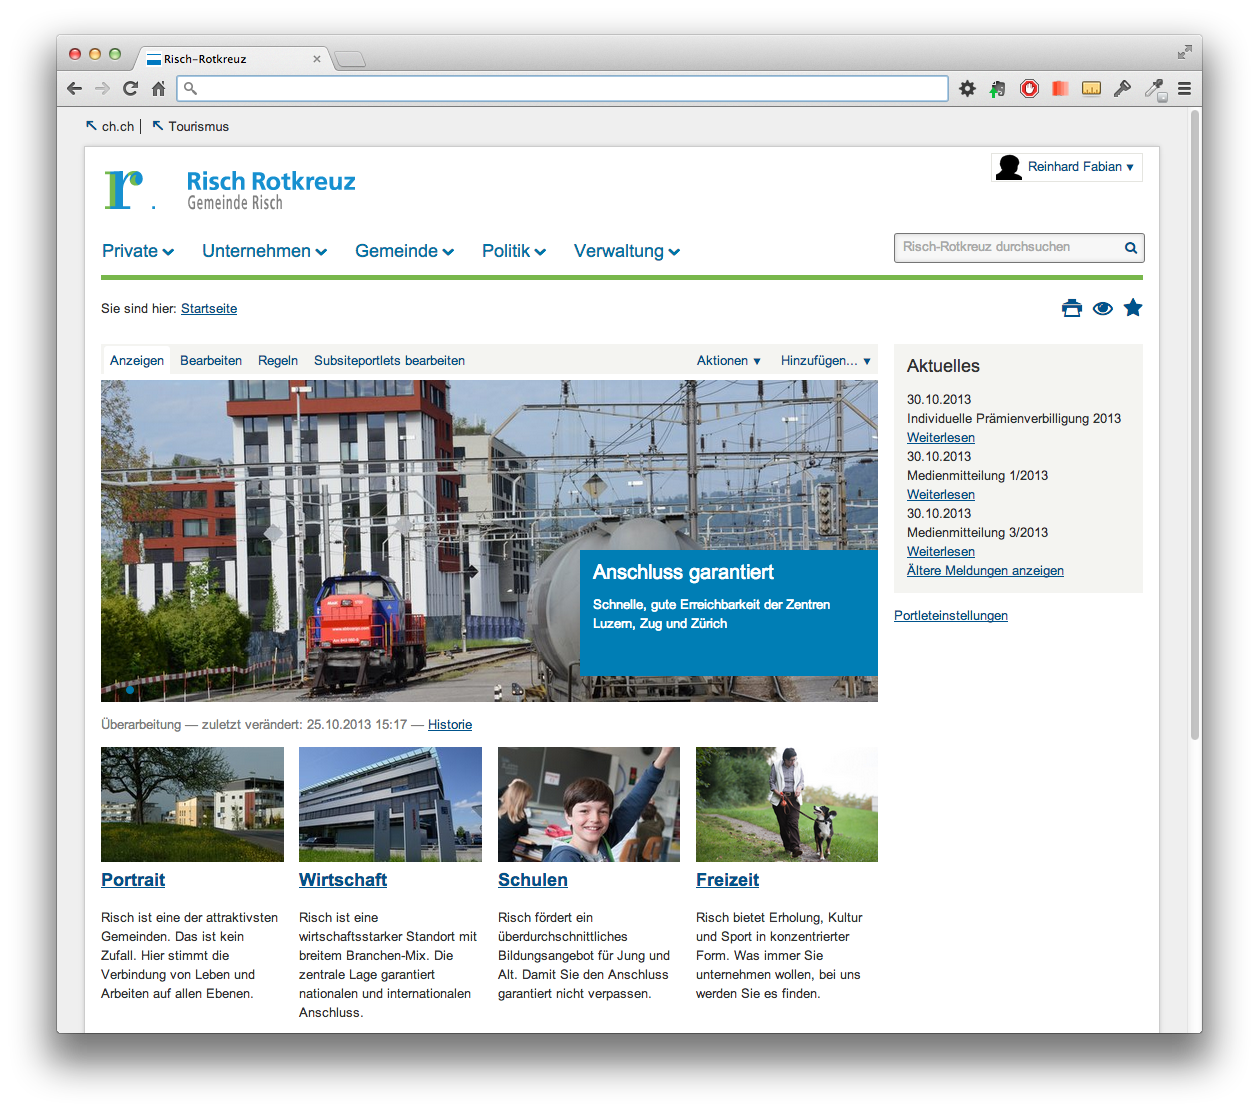 Risch-Rotkreuz
ch.ch | Tourismus
r.
Risch Rotkreuz
Gemeinde Risch
Reinhard Fabian
Private
Unternehmen
Gemeinde
Politik
Verwaltung
Risch-Rotkreuz durchsuchen
Sie sind hier: Startseite
Anzeigen
Bearbeiten
Regeln
Subsiteportlets bearbeiten
Aktionen
Hinzufügen...
Anschluss garantiert
Schnelle, gute Erreichbarkeit der Zentren
Luzern, Zug und Zürich
Überarbeitung — zuletzt verändert: 25.10.2013 15:17 — Historie
Portrait
Risch ist eine der attraktivsten
Gemeinden. Das ist kein
Zufall. Hier stimmt die
Verbindung von Leben und
Arbeiten auf allen Ebenen.
Wirtschaft
Risch ist eine
wirtschaftsstarker Standort mit
breitem Branchen-Mix. Die
zentrale Lage garantiert
nationalen und internationalen
Anschluss.
Schulen
Risch fördert ein
überdurchschnittliches
Bildungsangebot für Jung und
Alt. Damit Sie den Anschluss
garantiert nicht verpassen.
Freizeit
Risch bietet Erholung, Kultur
und Sport in konzentrierter
Form. Was immer Sie
unternehmen wollen, bei uns
werden Sie es finden.
Aktuelles
30.10.2013
Individuelle Prämienverbilligung 2013
Weiterlesen
30.10.2013
Medienmitteilung 1/2013
Weiterlesen
30.10.2013
Medienmitteilung 3/2013
Weiterlesen
Ältere Meldungen anzeigen
Portleteinstellungen